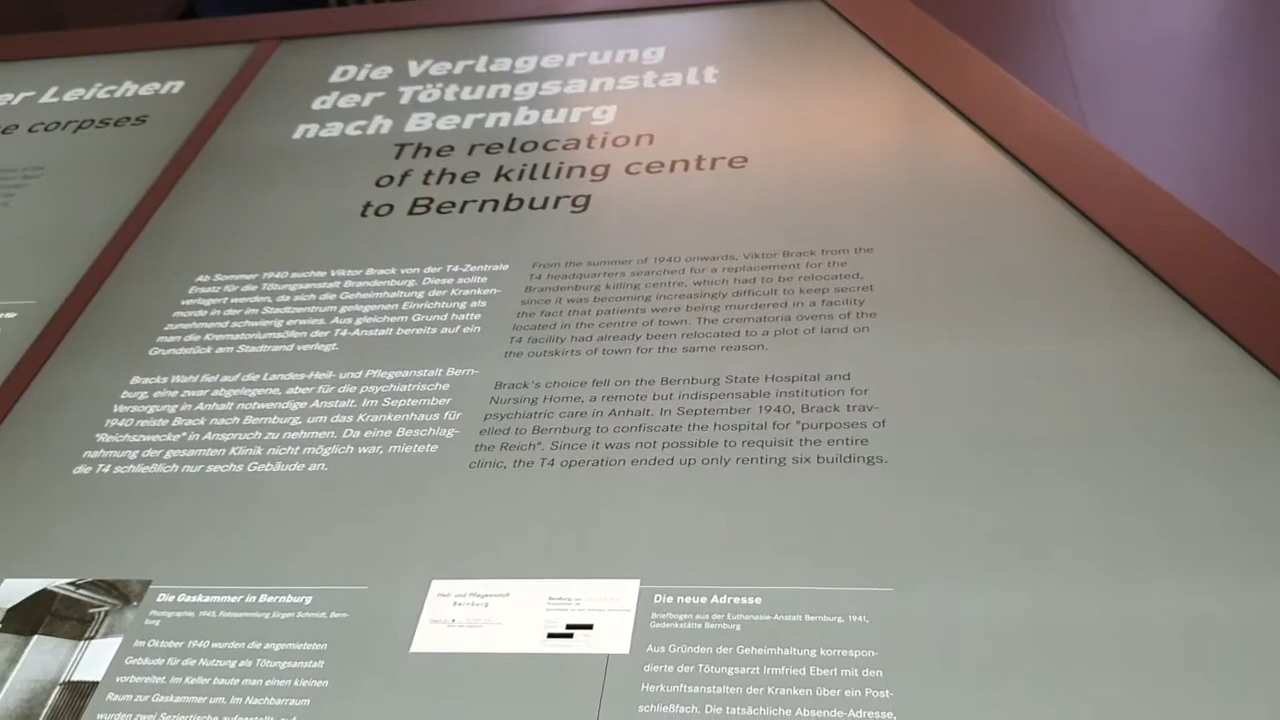 er Leichen
e corpses
Die Verlagerung
der Tötungsanstalt
nach Bernburg
The relocation
of the killing centre
to Bernburg
Ab Sommer 1940 suchte Viktor Brack von der T4-Zentrale
Ersatz für die Tötungsanstalt Brandenburg. Diese sollte
verlagert werden, da sich die Geheimhaltung der Kranken-
morde in der im Stadtzentrum gelegenen Einrichtung als
zunehmend schwierig erwies. Aus gleichem Grund hatte
man die Krematoriumsöfen der T4-Anstalt bereits auf ein
Grundstück am Stadtrand verlegt.
Bracks Wahl fiel auf die Landes-Heil- und Pflegeanstalt Bern-
burg, eine zwar abgelegene, aber für die psychiatrische
Versorgung in Anhalt notwendige Anstalt. Im September
1940 reiste Brack nach Bernburg, um das Krankenhaus für
"Reichszwecke" in Anspruch zu nehmen. Da eine Beschlag-
nahmung der gesamten Klinik nicht möglich war, mietete
die T4 schließlich nur sechs Gebäude an.
From the summer of 1940 onwards, Viktor Brack from the
T4 headquarters searched for a replacement for the
Brandenburg killing centre, which had to be relocated,
since it was becoming increasingly difficult to keep secret
the fact that patients were being murdered in a facility
located in the centre of town. The crematoria ovens of the
T4 facility had already been relocated to a plot of land on
the outskirts of town for the same reason.
Brack's choice fell on the Bernburg State Hospital and
Nursing Home, a remote but indispensable institution for
psychiatric care in Anhalt. In September 1940, Brack trav-
elled to Bernburg to confiscate the hospital for "purposes of
the Reich". Since it was not possible to requisit the entire
clinic, the T4 operation ended up only renting six buildings.
Die Gaskammer in Bernburg
Photographie, 1945, Fotosammlung Jürgen Schmidt, Bern-
burg
Im Oktober 1940 wurden die angemieteten
Gebäude für die Nutzung als Tötungsanstalt
vorbereitet. Im Keller baute man einen kleinen
Raum zur Gaskammer um. Im Nachbarraum
wurden zwei Seziertische aufgestellt, auf
Heil- und Pflegeanstalt
Bernburg
Die neue Adresse
Briefbogen aus der Euthanasie-Anstalt Bernburg, 1941,
Gedenkstätte Bernburg
Aus Gründen der Geheimhaltung korrespon-
dierte der Tötungsarzt Irmfried Eberl mit den
Herkunftsanstalten der Kranken über ein Post-
schließfach. Die tatsächliche Absende-Adresse,